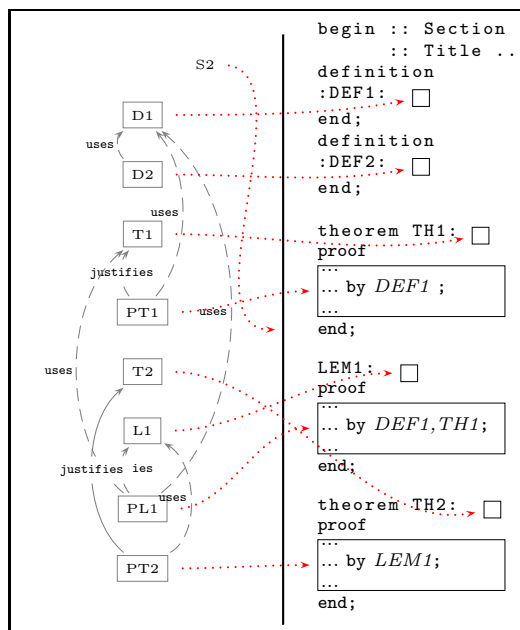 S2
D1
uses
D2
uses
T1
justifies
PT1
uses
T2
uses
L1
justifies
ies
uses
PL1
PT2
begin :: Section
:: Title ..
definition
:DEF1:
end;
definition
:DEF2:
end;
theorem TH1:
proof
...
... by DEF1 ;
...
end;
LEM1:
proof
...
... by DEF1,TH1;
...
end;
theorem TH2:
proof
...
... by LEM1;
...
end;